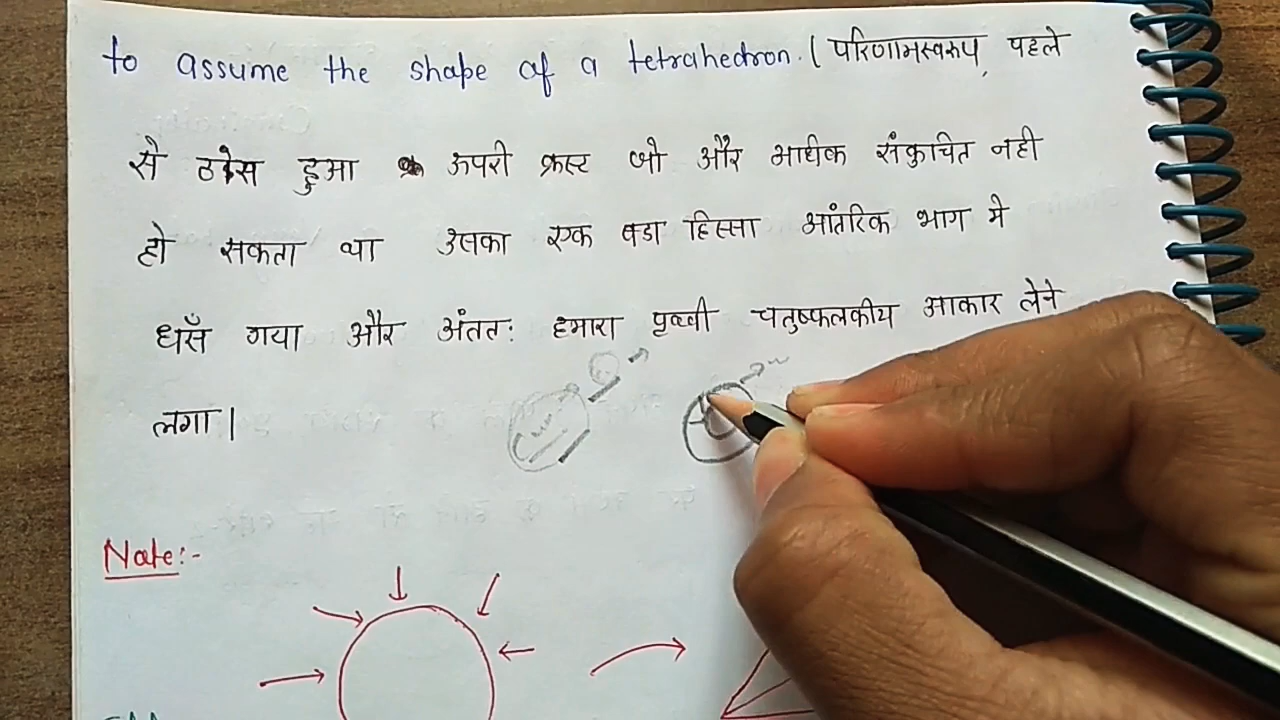 to assume the shape of a tetrahedron. ( परिणामस्वरूप, पहले
से ठोस हुआ ऊपरी क्रस्ट जो और अधिक संकुचित नही
हो सकता था उसका एक बडा हिस्सा आंतरिक भाग मे
धँस गया और अंततः हमारा पृथ्वी चतुष्फलकीय आकार लेने
लगा|
Note:-